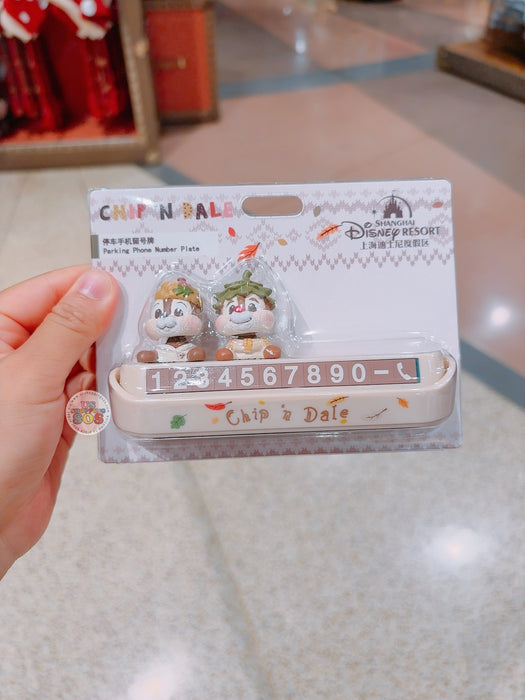 CHIP 'N DALE
停车手机留号牌
Parking Phone Number Plate
SHANGHAI
Disney RESORT
上海迪士尼度假区
1234567890-
Chip 'n Dale